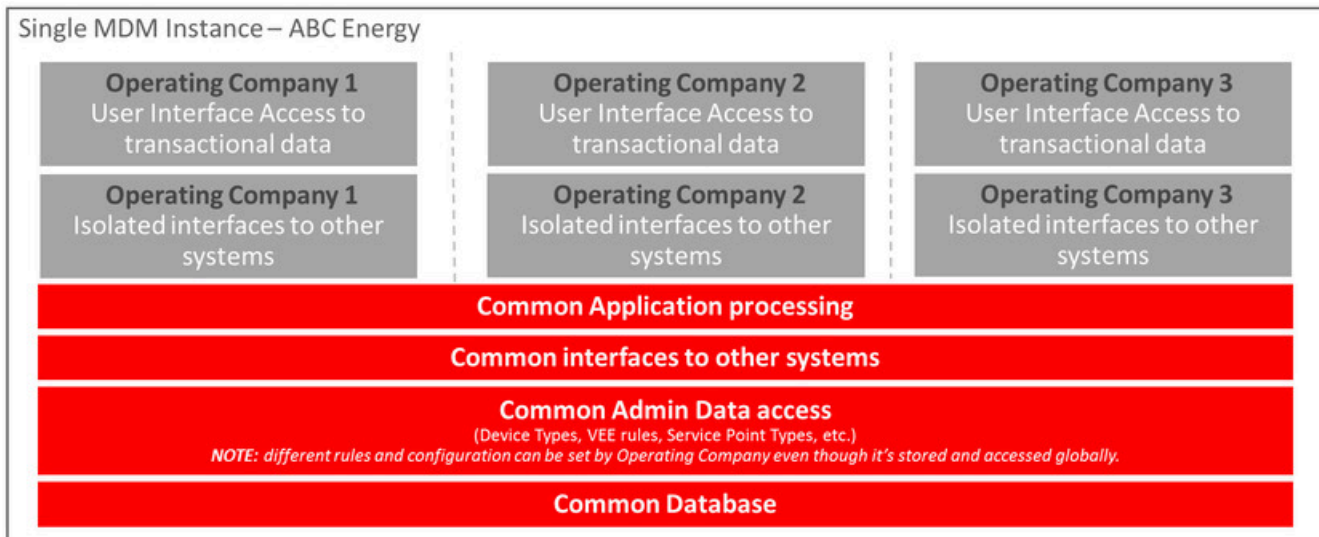 Single MDM Instance – ABC Energy
Operating Company 1
User Interface Access to
transactional data
Operating Company 2
User Interface Access to
transactional data
Operating Company 3
User Interface Access to
transactional data
Operating Company 1
Isolated interfaces to other
systems
Operating Company 2
Isolated interfaces to other
systems
Operating Company 3
Isolated interfaces to other
systems
Common Application processing
Common interfaces to other systems
Common Admin Data access
(Device Types, VEE rules, Service Point Types, etc.)
NOTE: different rules and configuration can be set by Operating Company even though it’s stored and accessed globally.
Common Database